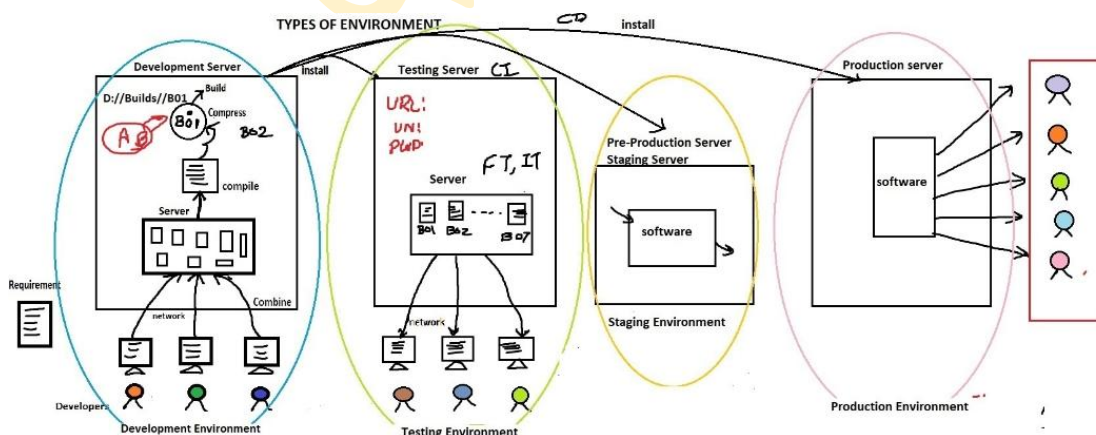 TYPES OF ENVIRONMENT
CD
install
Development Server
install
Testing Server CI
Production server
D://Builds//B01
Build
B01
Compress
B02
A B
compile
Server
Combine
network
Requirement
Developers
Development Environment
URL:
UN:
PWD:
FT, IT
Server
B01 B02 ---- B07
network
Testing Environment
Pre-Production Server
Staging Server
software
Staging Environment
software
Production Environment